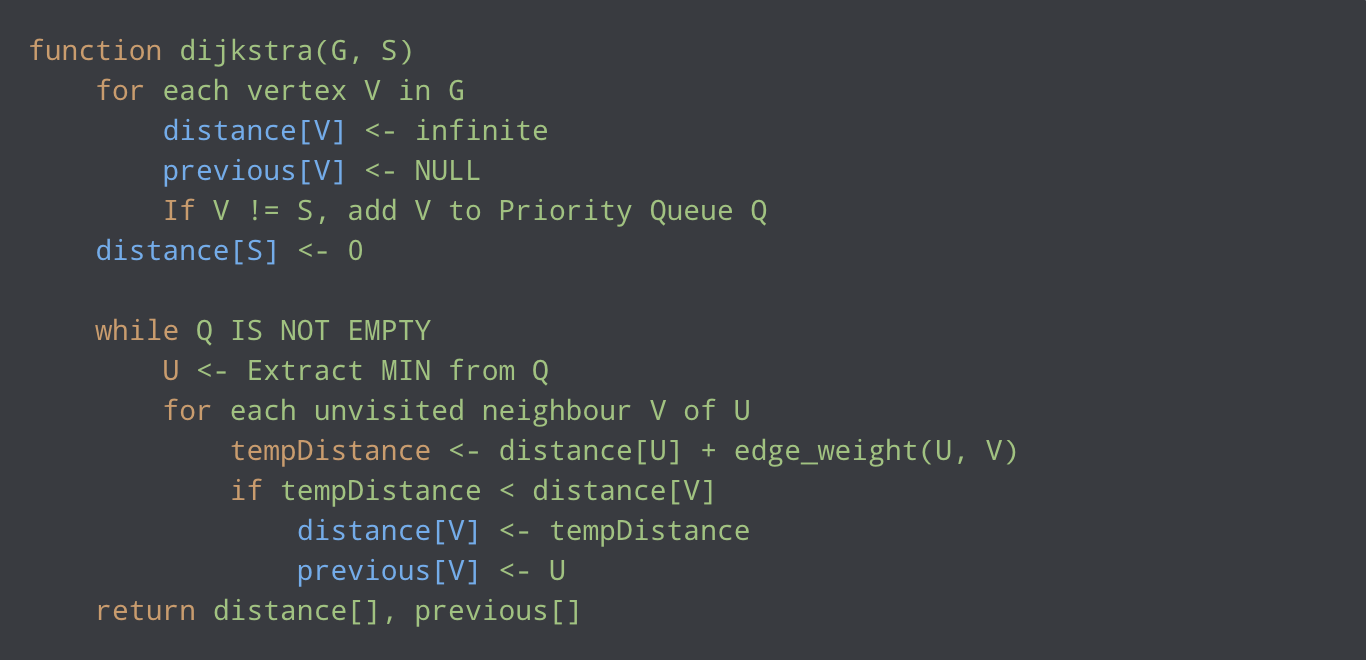 function dijkstra(G, S)
    for each vertex V in G
        distance[V] <- infinite
        previous[V] <- NULL
        If V != S, add V to Priority Queue Q
    distance[S] <- 0

    while Q IS NOT EMPTY
        U <- Extract MIN from Q
        for each unvisited neighbour V of U
            tempDistance <- distance[U] + edge_weight(U, V)
            if tempDistance < distance[V]
                distance[V] <- tempDistance
                previous[V] <- U
    return distance[], previous[]